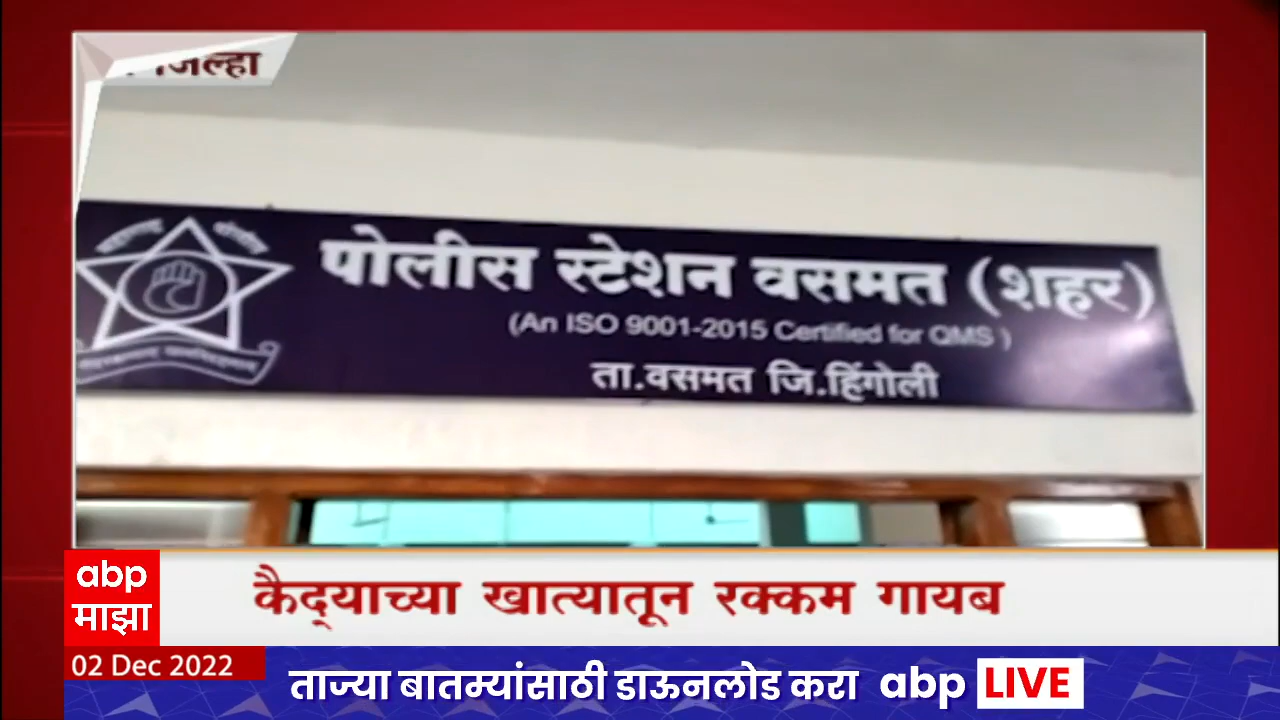 जिल्हा
पोलीस स्टेशन वसमत (शहर)
(An ISO 9001-2015 Certified for QMS )
ता.वसमत जि.हिंगोली
abp
माझा
कैद्याच्या खात्यातून रक्कम गायब
02 Dec 2022
ताज्या बातम्यांसाठी डाऊनलोड करा abp LIVE